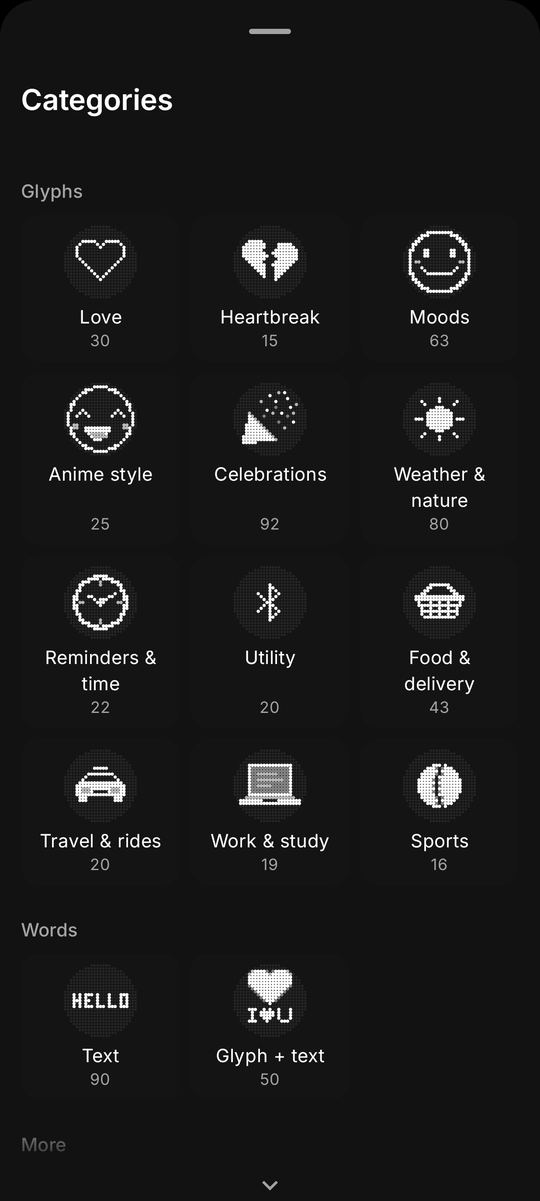 Categories
Glyphs
Love
30
Heartbreak
15
Moods
63
Anime style
25
Celebrations
92
Weather &
nature
80
Reminders &
time
22
Utility
20
Food &
delivery
43
Travel & rides
20
Work & study
19
Sports
16
Words
HELLO
Text
90
I♥U
Glyph + text
50
More